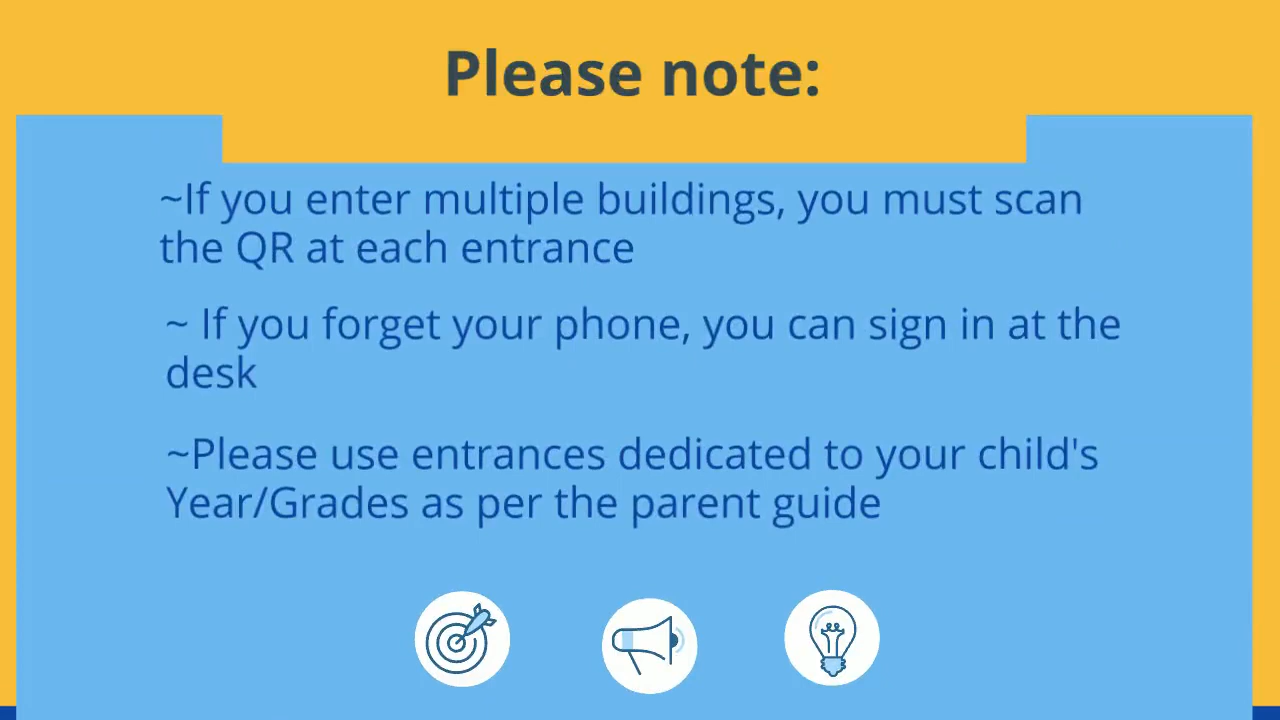 Please note:
~If you enter multiple buildings, you must scan
the QR at each entrance
~ If you forget your phone, you can sign in at the
desk
~Please use entrances dedicated to your child's
Year/Grades as per the parent guide